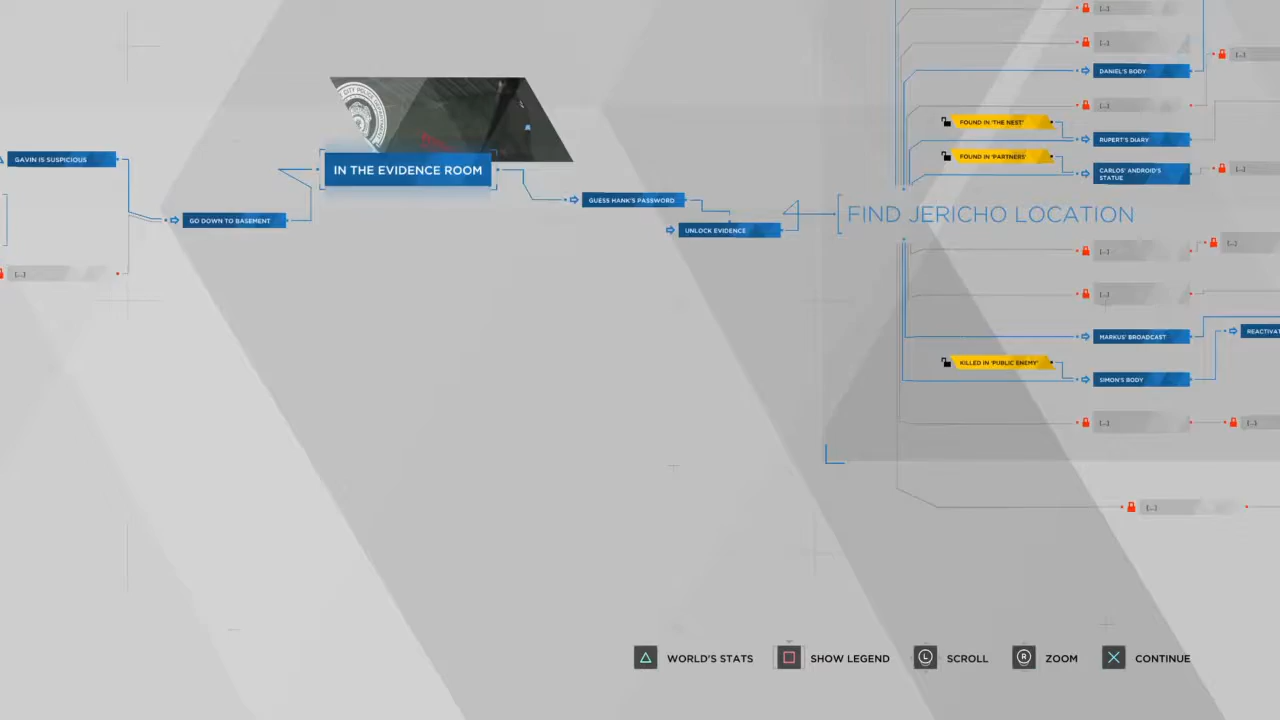 [...]
[...]
[...]
DANIEL'S BODY
[...]
FOUND IN 'THE NEST'
RUPERT'S DIARY
FOUND IN 'PARTNERS'
CARLOS' ANDROID'S
STATUE
[...]
CITY POLICE
GAVIN IS SUSPICIOUS
IN THE EVIDENCE ROOM
GO DOWN TO BASEMENT
[...]
GUESS HANK'S PASSWORD
UNLOCK EVIDENCE
FIND JERICHO LOCATION
[...]
[...]
[...]
MARKUS' BROADCAST
REACTIVAT
KILLED IN 'PUBLIC ENEMY'
SIMON'S BODY
[...]
[...]
[...]
WORLD'S STATS
SHOW LEGEND
L
SCROLL
R
ZOOM
CONTINUE